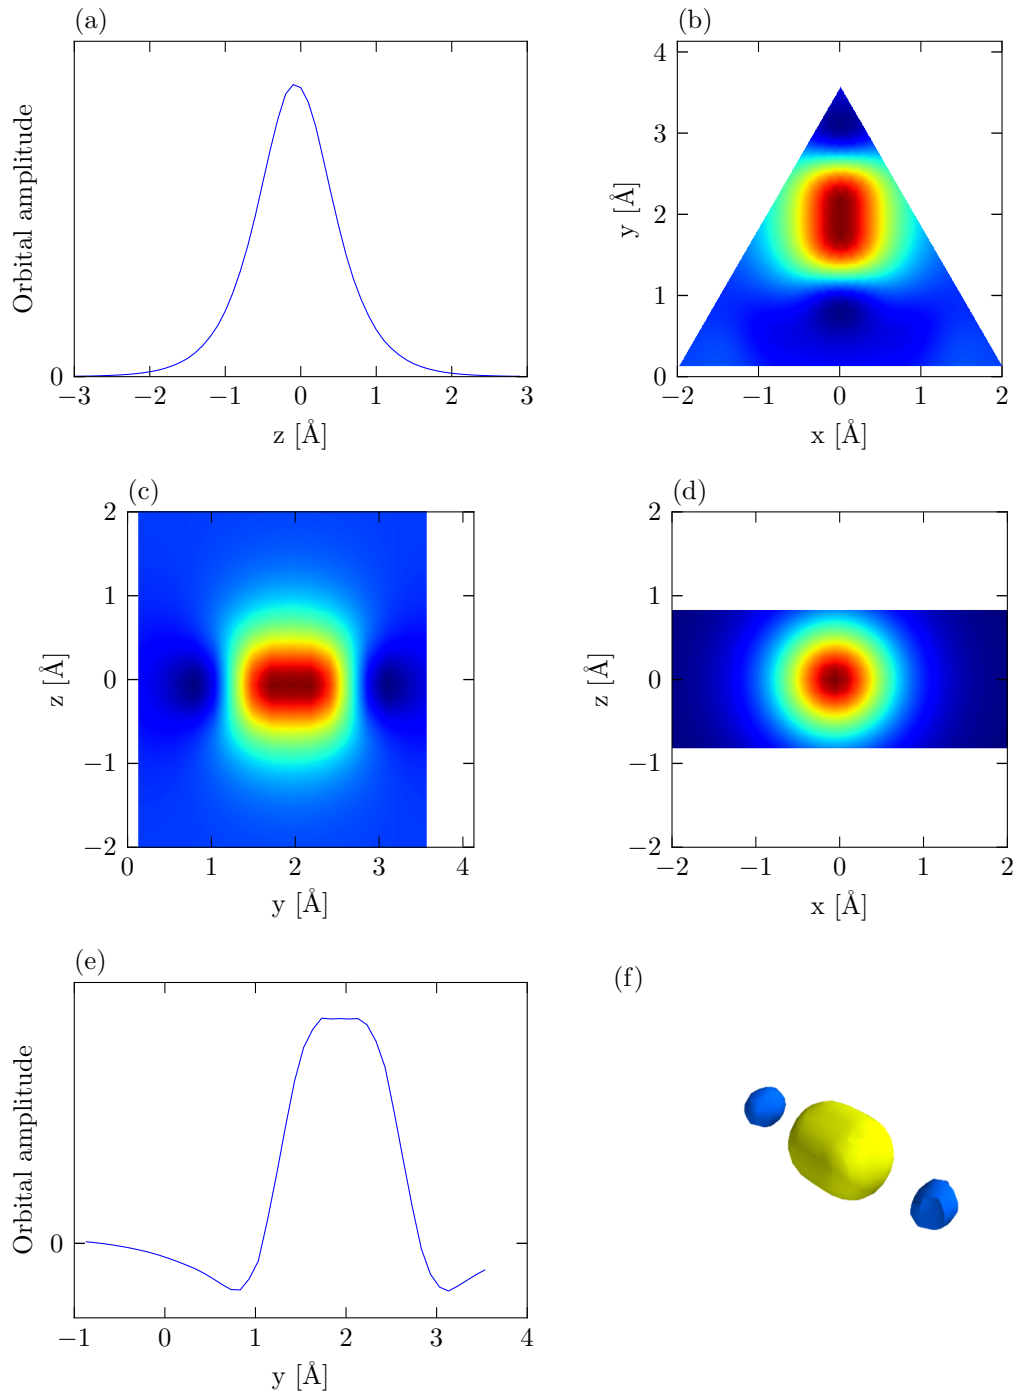 (a)
Orbital amplitude
0
−3 −2 −1 0 1 2 3
z [Å]
(b)
y [Å]
4
3
2
1
0
−2 −1 0 1 2
x [Å]
(c)
z [Å]
2
1
0
−1
−2
0 1 2 3 4
y [Å]
(d)
z [Å]
2
1
0
−1
−2
−2 −1 0 1 2
x [Å]
(e)
Orbital amplitude
0
−1 0 1 2 3 4
y [Å]
(f)